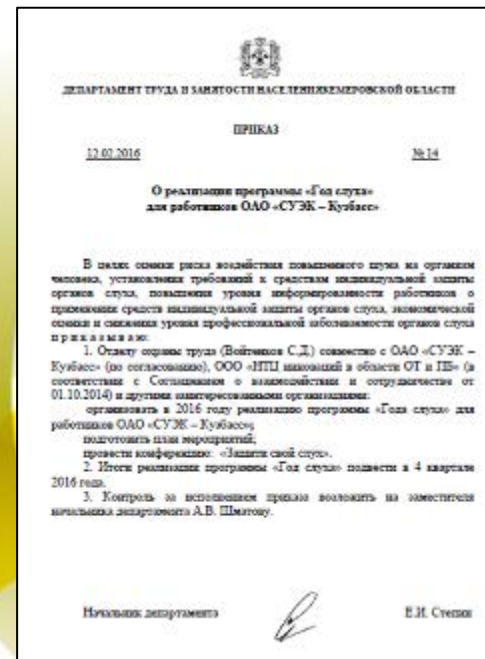 ДЕПАРТАМЕНТ ТРУДА И ЗАНЯТОСТИ НАСЕЛЕНИЯКЕМЕРОВСКОЙ ОБЛАСТИ
ПРИКАЗ
12.02.2016 № 14
О реализации программы «Год слуха»
для работников ОАО «СУЭК – Кузбасс»
В целях оценки риска воздействия повышенного шума на организм
человека, установления требований к средствам индивидуальной защиты
органов слуха, повышения уровня информированности работников о
применении средств индивидуальной защиты органов слуха, экономической
оценки и снижения уровня профессиональной заболеваемости органов слуха
п р и к а з ы в а ю:
1. Отделу охраны труда (Войтенков С.Д.) совместно с ОАО «СУЭК –
Кузбасс» (по согласованию), ООО «НТЦ инноваций в области ОТ и ПБ» (в
соответствии с Соглашением о взаимодействии и сотрудничестве от
01.10.2014) и другими заинтересованными организациями:
организовать в 2016 году реализацию программы «Года слуха» для
работников ОАО «СУЭК – Кузбасс»;
подготовить план мероприятий;
провести конференцию: «Защити свой слух».
2. Итоги реализации программы «Год слуха» подвести в 4 квартале
2016 года.
3. Контроль за исполнением приказа возложить на заместителя
начальника департамента А.В. Шматову.
Начальник департамента Е.И. Степин